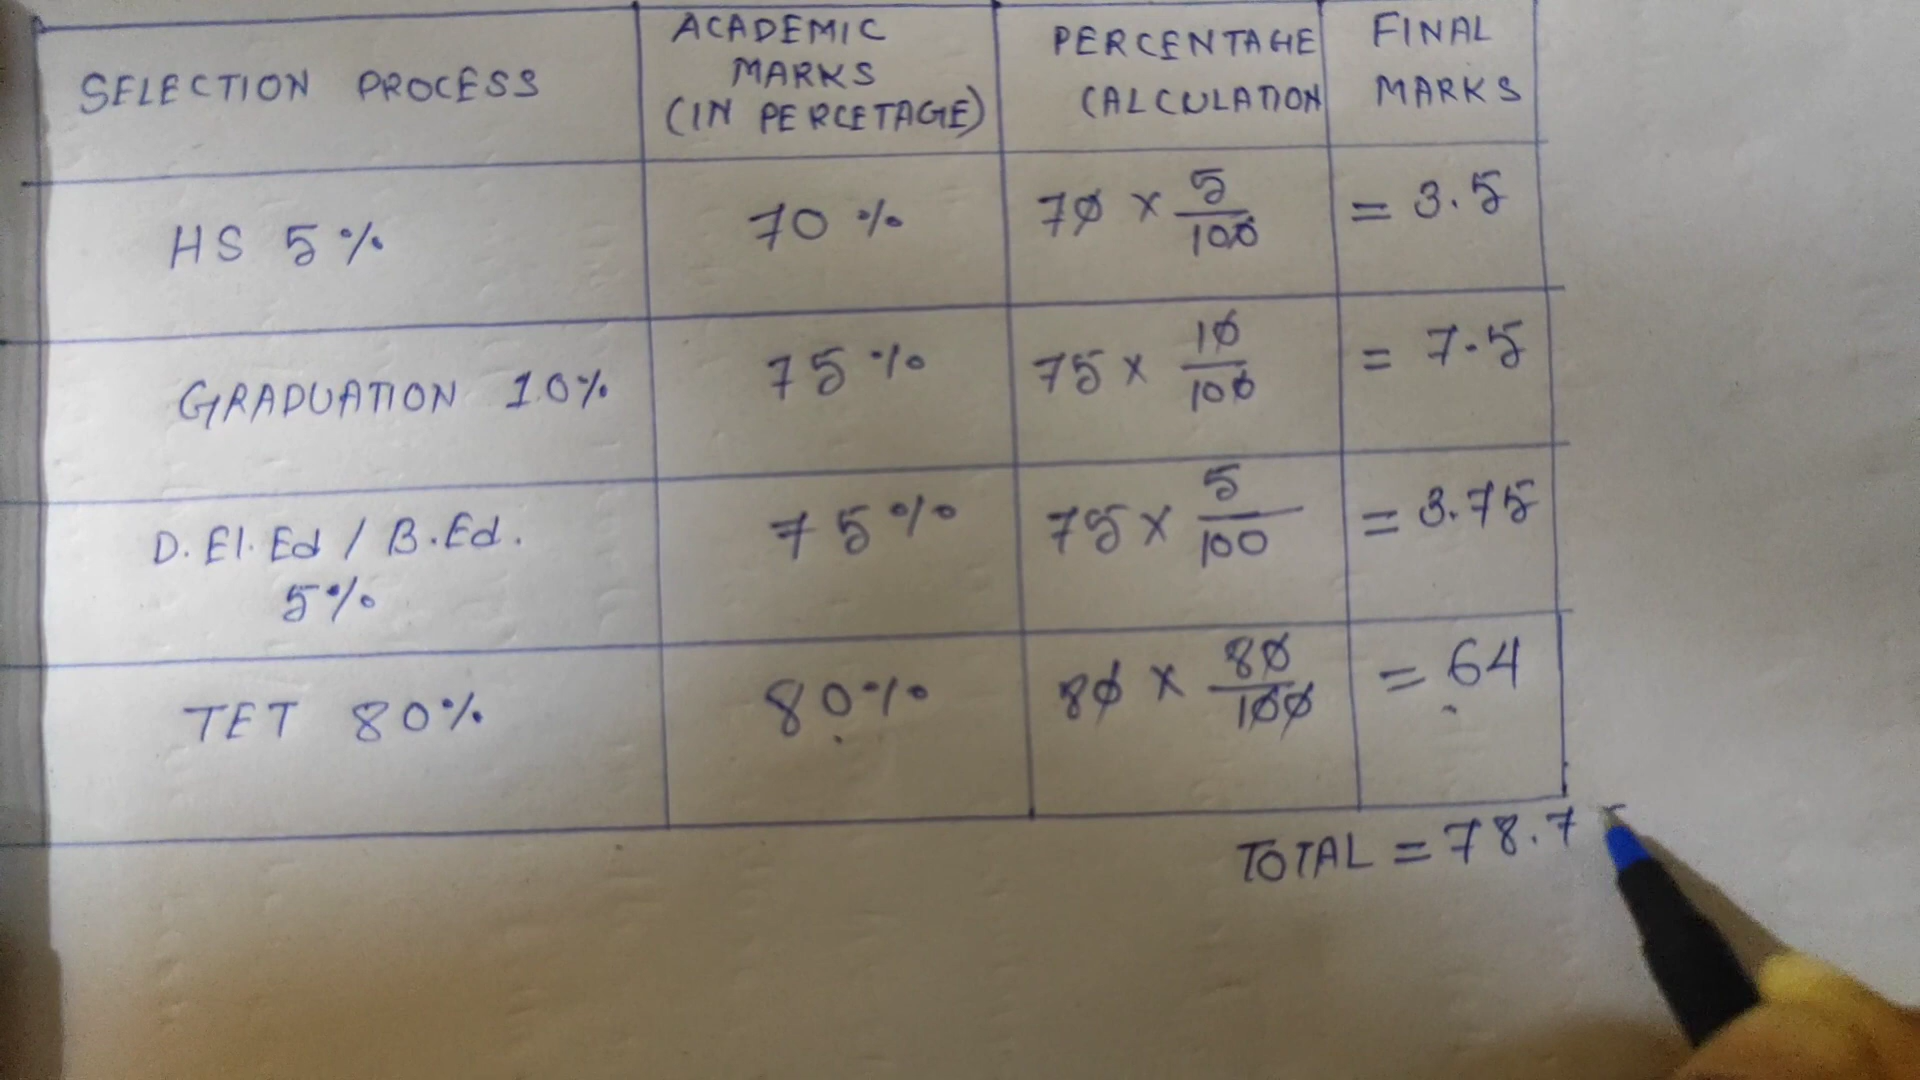 SELECTION PROCESS
ACADEMIC
MARKS
(IN PERCETAGE)
PERCENTAGE
CALCULATION
FINAL
MARKS
HS 5%
70%
70 × 5/100
= 3.5
GRADUATION 10%
75%
75 × 10/100
= 7.5
D.El.Ed / B.Ed.
5%
75%
75 × 5/100
= 3.75
TET 80%
80%
80 × 80/100
= 64
TOTAL = 78.7